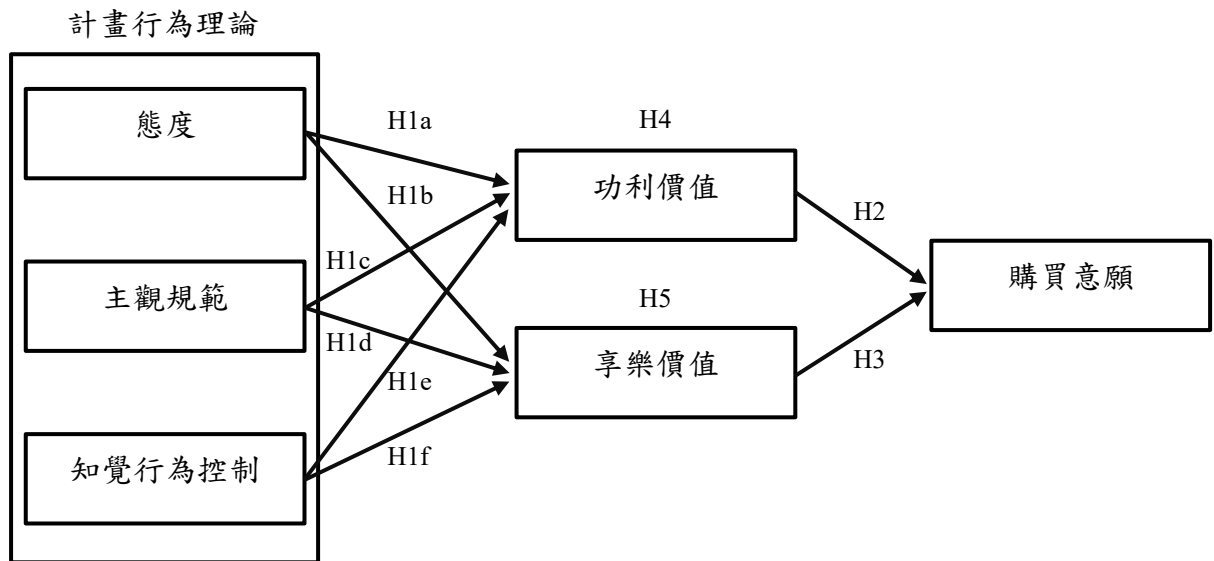 計畫行為理論
態度
H1a
H4
功利價值
H1b
H2
主觀規範
H1c
購買意願
H5
H1d
享樂價值
H3
H1e
知覺行為控制
H1f